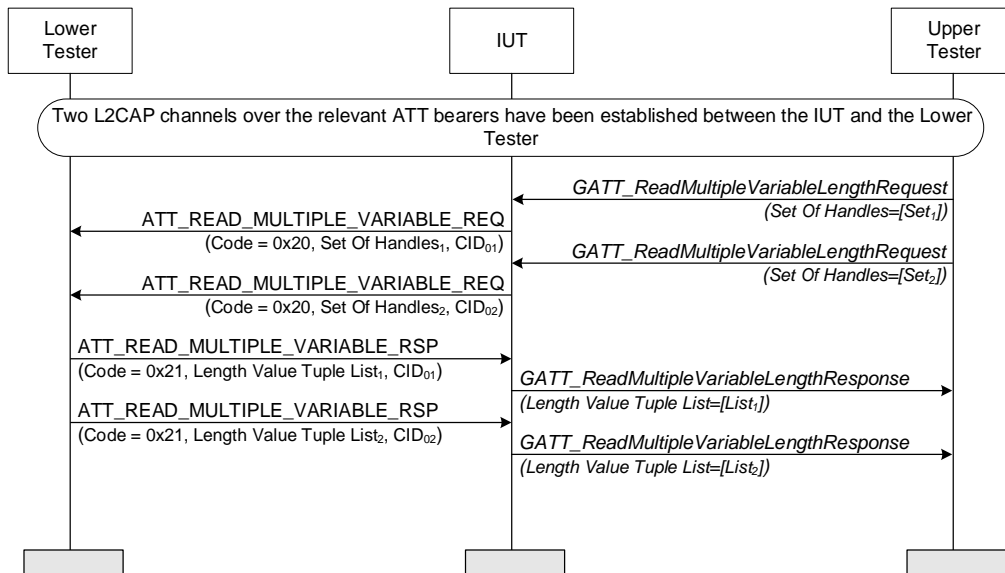 Lower
Tester
IUT
Upper
Tester
Two L2CAP channels over the relevant ATT bearers have been established between the IUT and the Lower
Tester
GATT_ReadMultipleVariableLengthRequest
(Set Of Handles=[Set₁])
ATT_READ_MULTIPLE_VARIABLE_REQ
(Code = 0x20, Set Of Handles₁, CID₀₁)
GATT_ReadMultipleVariableLengthRequest
(Set Of Handles=[Set₂])
ATT_READ_MULTIPLE_VARIABLE_REQ
(Code = 0x20, Set Of Handles₂, CID₀₂)
ATT_READ_MULTIPLE_VARIABLE_RSP
(Code = 0x21, Length Value Tuple List₁, CID₀₁)
GATT_ReadMultipleVariableLengthResponse
(Length Value Tuple List=[List₁])
ATT_READ_MULTIPLE_VARIABLE_RSP
(Code = 0x21, Length Value Tuple List₂, CID₀₂)
GATT_ReadMultipleVariableLengthResponse
(Length Value Tuple List=[List₂])